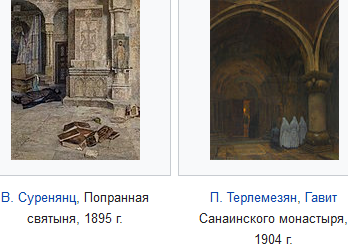 В. Суренянц, Попранная
святыня, 1895 г.
П. Терлемезян, Гавит
Санаинского монастыря,
1904 г.